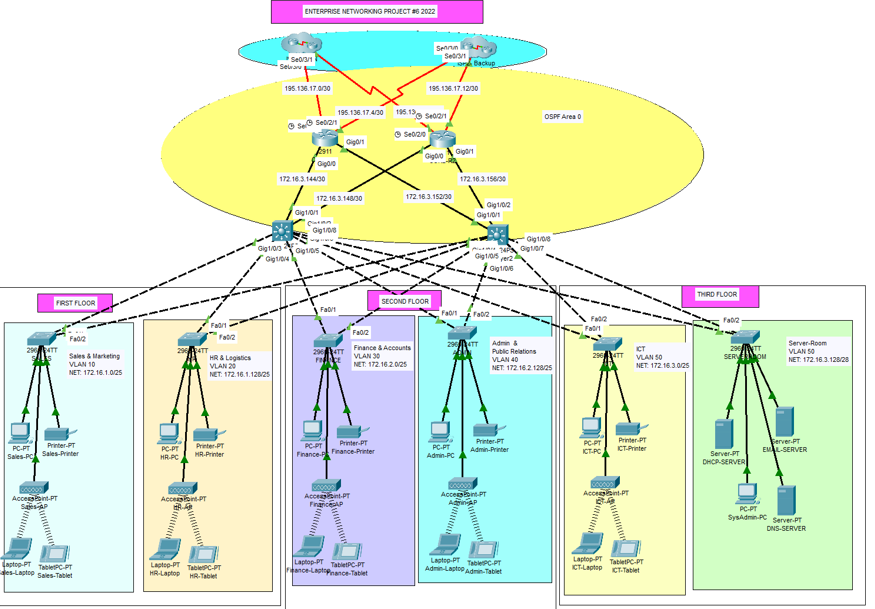 ENTERPRISE NETWORKING PROJECT #6 2022
Se0/3/1
Se0/3/1
Backup
195.136.17.0/30
195.136.17.4/30
195.13
195.136.17.12/30
OSPF Area 0
Se0/2/1
Se0/2/1
Se0/2/0
2911
Gig0/1
Gig0/0
Gig0/1
Gig0/0
172.16.3.144/30
172.16.3.148/30
172.16.3.152/30
172.16.3.156/30
Gig1/0/1
Gig1/0/8
Gig1/0/3
Gig1/0/5
Gig1/0/4
Gig1/0/2
Gig1/0/1
Gig1/0/8
Gig1/0/7
Gig1/0/5
Gig1/0/6
FIRST FLOOR
SECOND FLOOR
THIRD FLOOR
Fa0/2
Sales & Marketing
VLAN 10
NET: 172.16.1.0/25
PC-PT
Sales-PC
Printer-PT
Sales-Printer
AccessPoint-PT
Sales-AP
Laptop-PT
Sales-Laptop
TabletPC-PT
Sales-Tablet
Fa0/1
Fa0/2
HR & Logistics
VLAN 20
NET: 172.16.1.128/25
PC-PT
HR-PC
Printer-PT
HR-Printer
AccessPoint-PT
HR-AP
Laptop-PT
HR-Laptop
TabletPC-PT
HR-Tablet
Fa0/1
Fa0/2
FINANCE
Finance & Accounts
VLAN 30
NET: 172.16.2.0/25
PC-PT
Finance-P
Printer-PT
Finance-Printer
AccessPoint-PT
Finance-AP
Laptop-PT
Finance-Laptop
TabletPC-PT
Finance-Tablet
Fa0/1
Fa0/2
Admin &
Public Relations
VLAN 40
NET: 172.16.2.128/25
PC-PT
Admin-PC
Printer-PT
Admin-Printer
AccessPoint-PT
Admin-AP
Laptop-PT
Admin-Laptop
TabletPC-PT
Admin-Tablet
Fa0/2
Fa0/1
ICT
VLAN 50
NET: 172.16.3.0/25
PC-PT
ICT-PC
Printer-PT
ICT-Printer
AccessPoint-PT
ICT-AP
Laptop-PT
ICT-Laptop
TabletPC-PT
ICT-Tablet
Fa0/2
Server-Room
VLAN 50
NET: 172.16.3.128/28
Server-PT
DHCP-SERVER
Server-PT
EMAIL-SERVER
PC-PT
SysAdmin-PC
Server-PT
DNS-SERVER